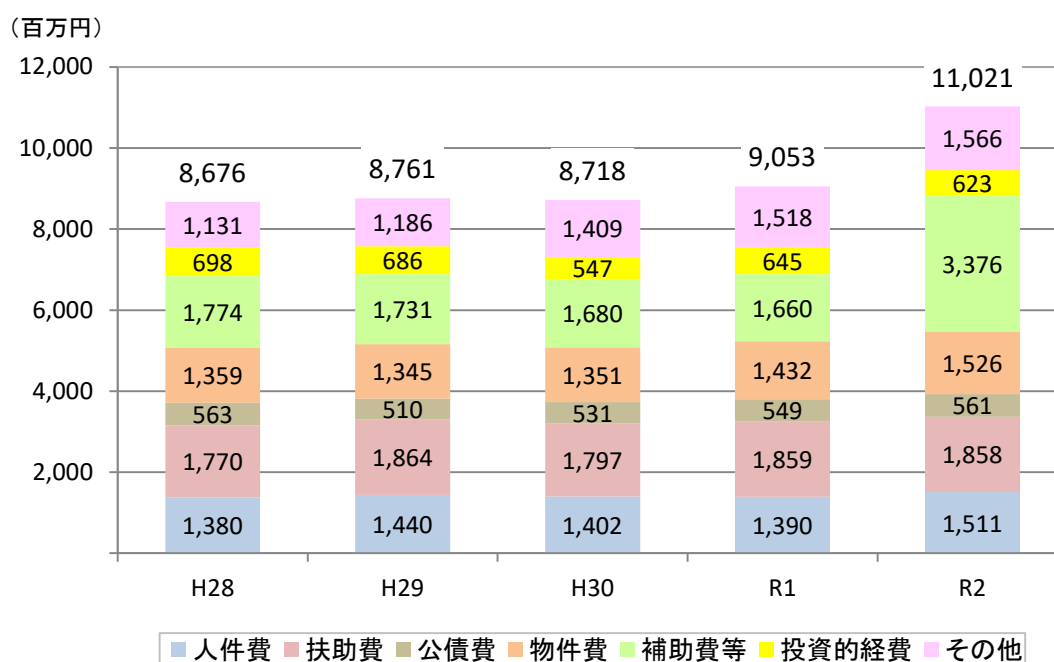 （百万円）
12,000
11,021
10,000 1,566
8,676 8,761 8,718 9,053 623
8,000 1,131 1,186 1,409 1,518
698 686 547 645 3,376
6,000 1,774 1,731 1,680 1,660
1,359 1,345 1,351 1,432 1,526
4,000 563 510 531 549 561
2,000 1,770 1,864 1,797 1,859 1,858
1,380 1,440 1,402 1,390 1,511
H28 H29 H30 R1 R2
人件費 扶助費 公債費 物件費 補助費等 投資的経費 その他